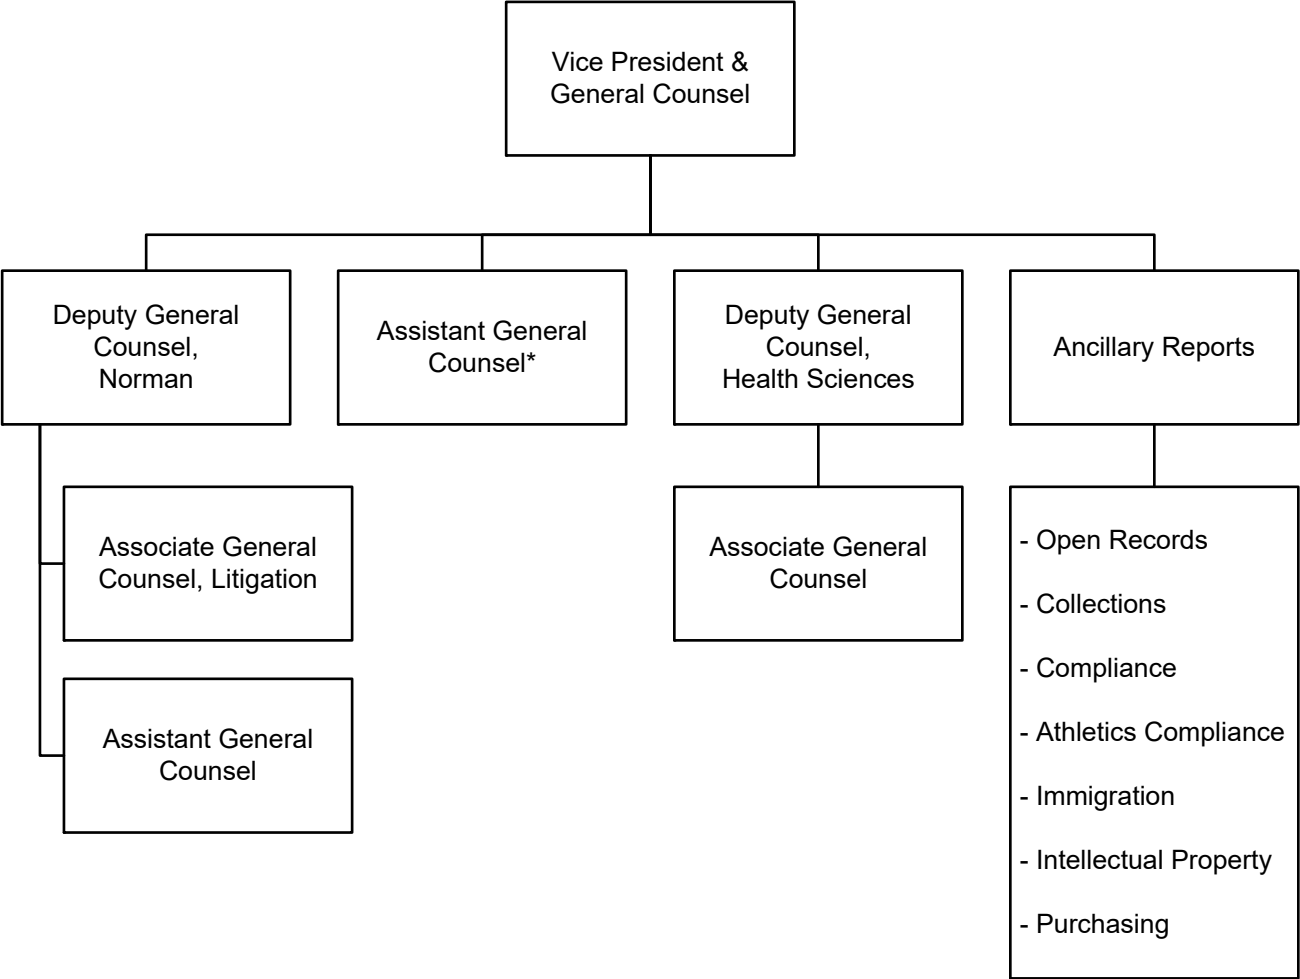 Vice President &
General Counsel
Deputy General
Counsel,
Norman
Assistant General
Counsel*
Deputy General
Counsel,
Health Sciences
Ancillary Reports
Associate General
Counsel, Litigation
Assistant General
Counsel
Associate General
Counsel
- Open Records
- Collections
- Compliance
- Athletics Compliance
- Immigration
- Intellectual Property
- Purchasing